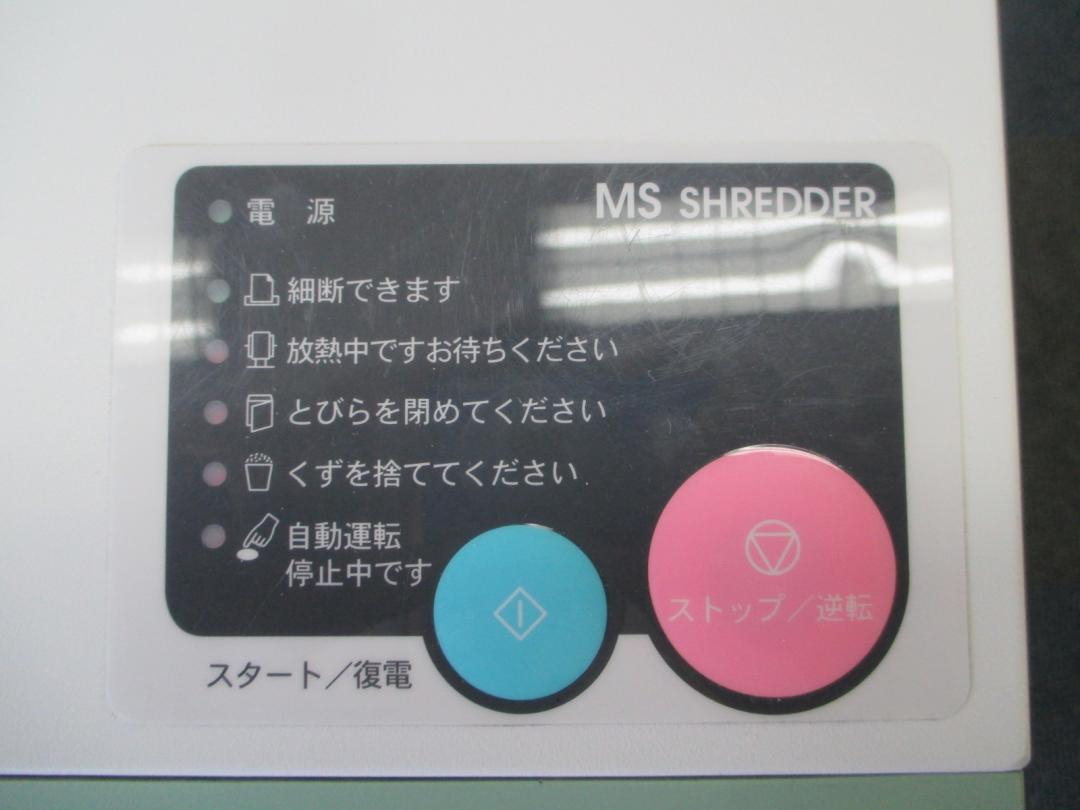 MS SHREDDER
電 源
細断できます
放熱中ですお待ちください
とびらを閉めてください
くずを捨ててください
自動運転
停止中です
ストップ／逆転
スタート／復電